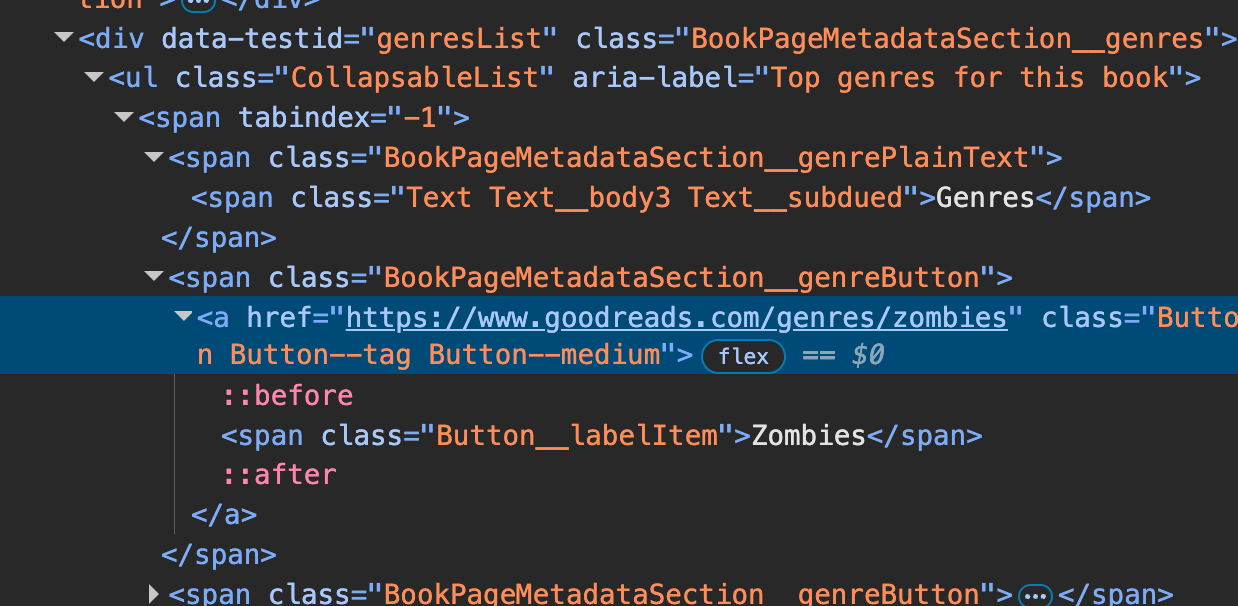 tion"> ⋯ </div>
<div data-testid="genresList" class="BookPageMetadataSection__genres">
<ul class="CollapsableList" aria-label="Top genres for this book">
<span tabindex="-1">
<span class="BookPageMetadataSection__genrePlainText">
<span class="Text Text__body3 Text__subdued">Genres</span>
</span>
<span class="BookPageMetadataSection__genreButton">
<a href="https://www.goodreads.com/genres/zombies" class="Butto
n Button--tag Button--medium"> flex == $0
::before
<span class="Button__labelItem">Zombies</span>
::after
</a>
</span>
<span class="BookPageMetadataSection__genreButton"> ⋯ </span>